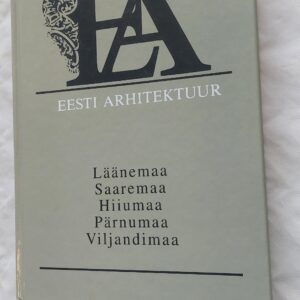 EA
EESTI ARHITEKTUUR
Läänemaa
Saaremaa
Hiiumaa
Pärnumaa
Viljandimaa